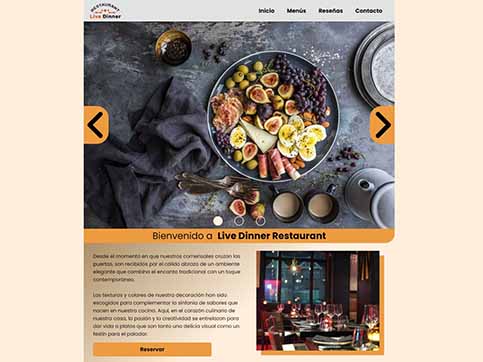 RESTAURANT
Live Dinner
Inicio Menús Reseñas Contacto
Bienvenido a Live Dinner Restaurant
Desde el momento en que nuestros comensales cruzan las
puertas, son recibidos por el cálido abrazo de un ambiente
elegante que combina el encanto tradicional con un toque
contemporáneo.
Las texturas y colores de nuestra decoración han sido
escogidos para complementar la sinfonía de sabores que
nacen en nuestra cocina. Aquí, en el corazón culinario de
nuestra casa, la pasión y la creatividad se entrelazan para
dar vida a platos que son tanto una delicia visual como un
festín para el paladar.
Reservar